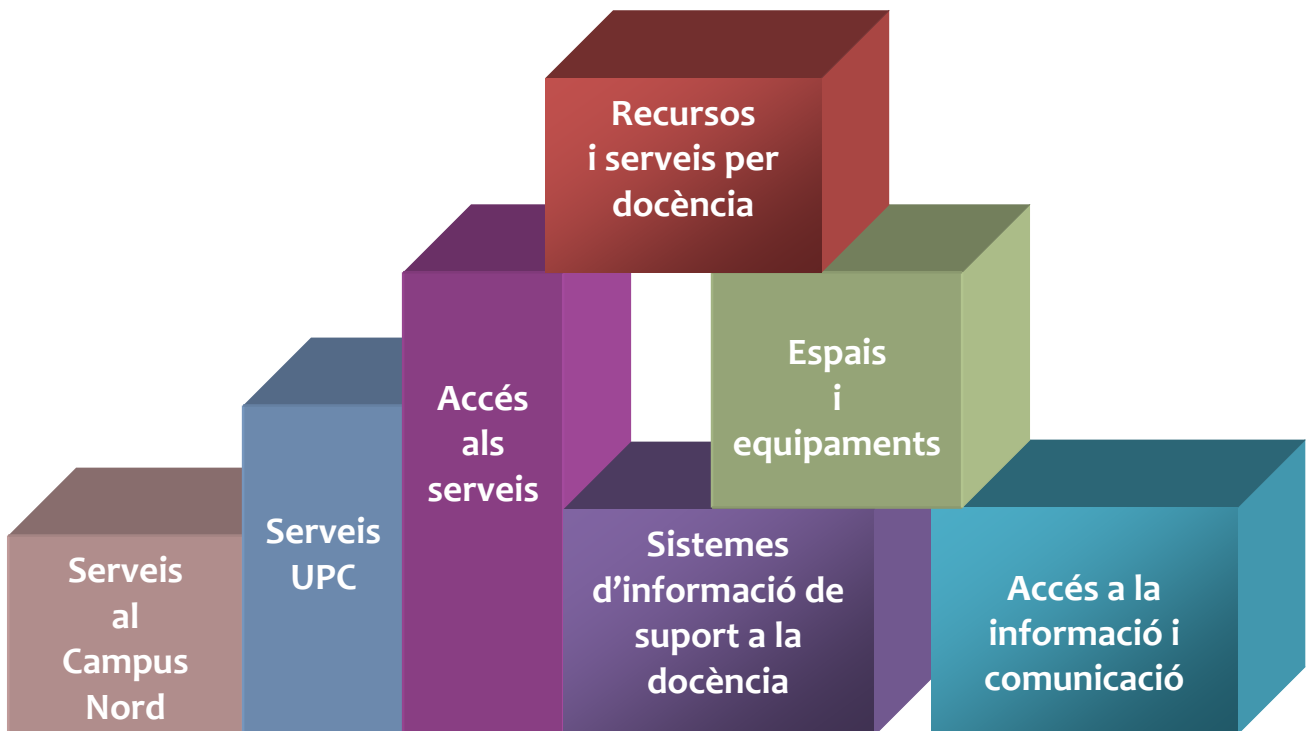 Recursos
i serveis per
docència
Espais
i
equipaments
Accés
als
serveis
Serveis
UPC
Serveis
al
Campus
Nord
Sistemes
d’informació de
suport a la
docència
Accés a la
informació i
comunicació